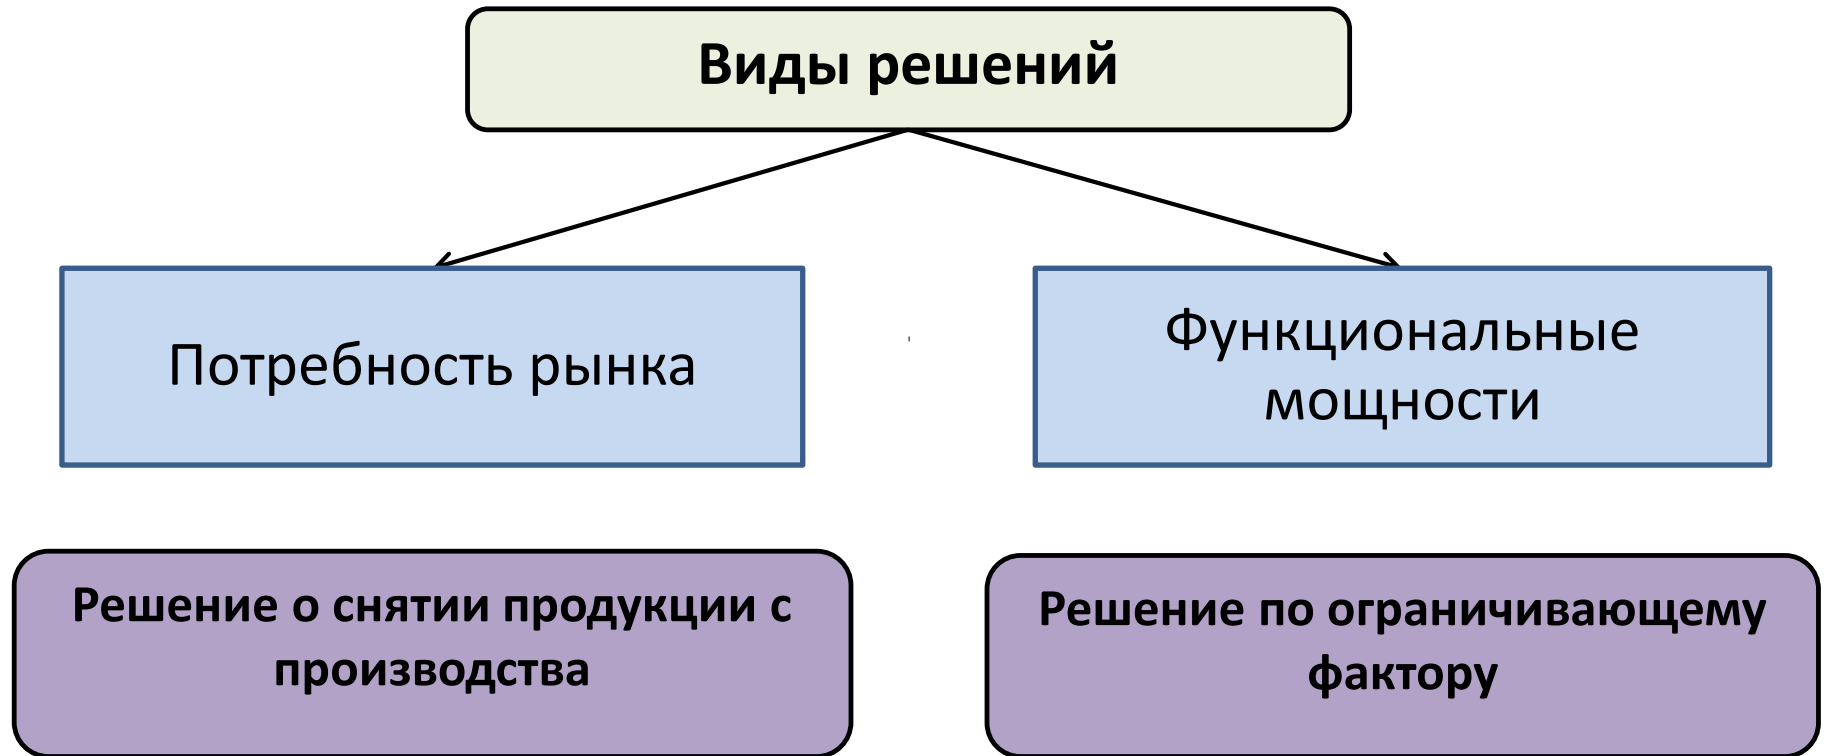 Виды решений
Потребность рынка
Функциональные
мощности
Решение о снятии продукции с
производства
Решение по ограничивающему
фактору